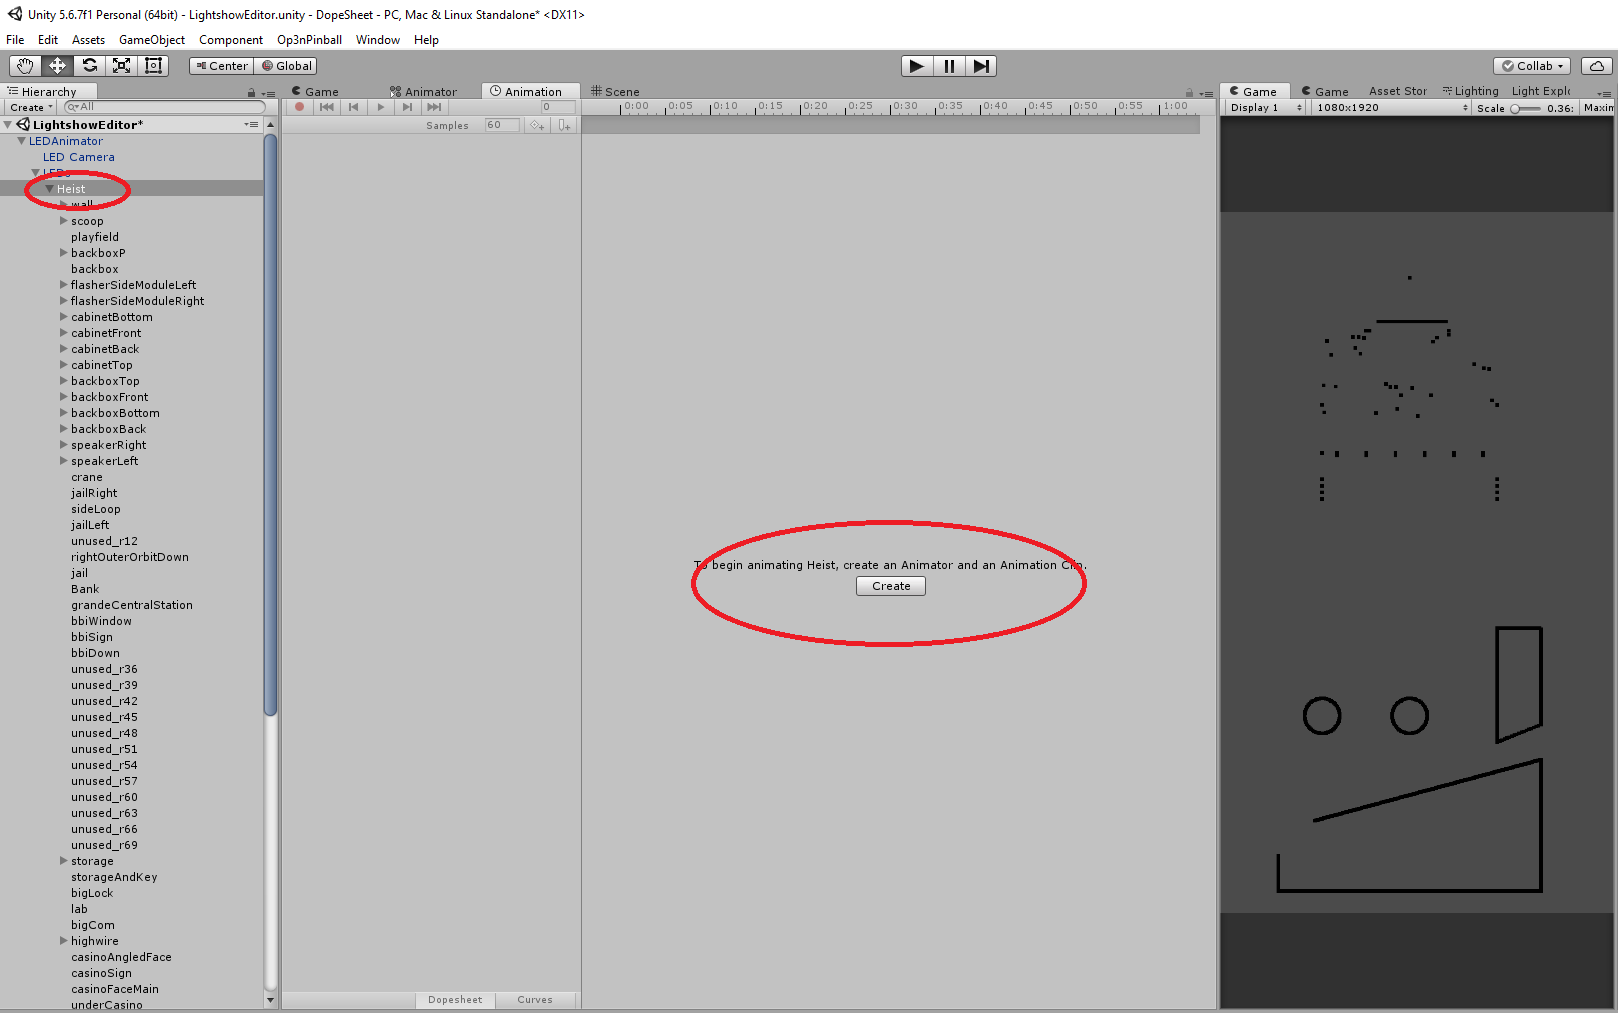 Unity 5.6.7f1 Personal (64bit) - LightshowEditor.unity - DopeSheet - PC, Mac & Linux Standalone* <DX11>
File Edit Assets GameObject Component Op3nPinball Window Help
Center Global Collab
Hierarchy
Create All
LightshowEditor*
LEDAnimator
LED Camera
LEDs
Heist
wall
scoop
playfield
backboxP
backbox
flasherSideModuleLeft
flasherSideModuleRight
cabinetBottom
cabinetFront
cabinetBack
cabinetTop
backboxTop
backboxFront
backboxBottom
backboxBack
speakerRight
speakerLeft
crane
jailRight
sideLoop
jailLeft
unused_r12
rightOuterOrbitDown
jail
Bank
grandeCentralStation
bbiWindow
bbiSign
bbiDown
unused_r36
unused_r39
unused_r42
unused_r45
unused_r48
unused_r51
unused_r54
unused_r57
unused_r60
unused_r63
unused_r66
unused_r69
storage
storageAndKey
bigLock
lab
bigCom
highwire
casinoAngledFace
casinoSign
casinoFaceMain
underCasino
Game Animator Animation Scene
0 0:00 0:05 0:10 0:15 0:20 0:25 0:30 0:35 0:40 0:45 0:50 0:55 1:00
Samples 60
To begin animating Heist, create an Animator and an Animation Clip.
Create
Dopesheet Curves
Game Game Asset Stor Lighting Light Explo
Display 1 1080x1920 Scale 0.36: Maxim